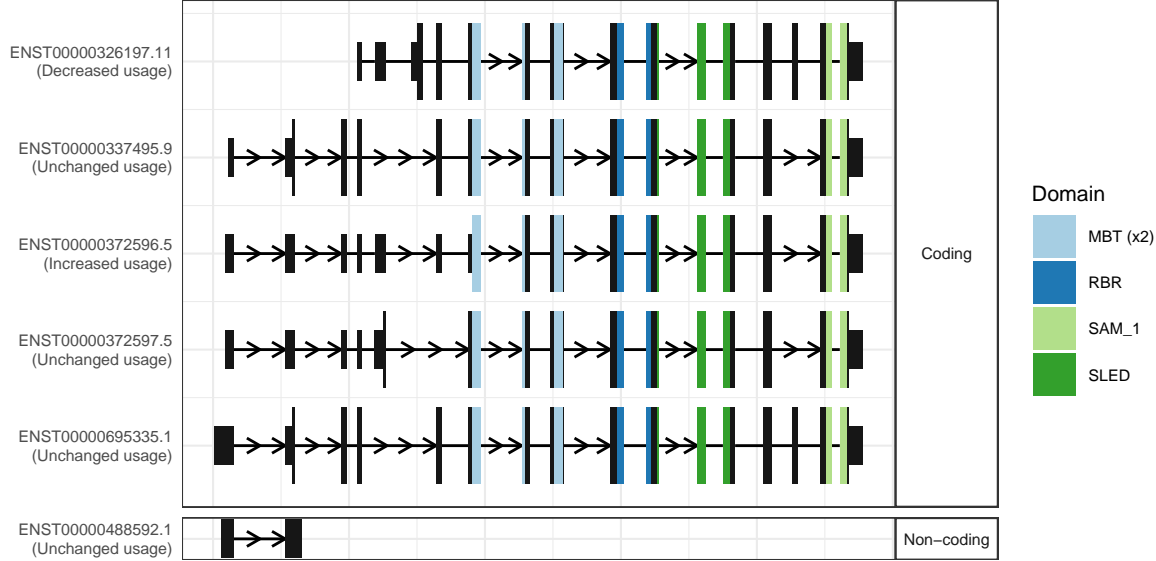 ENST00000326197.11
(Decreased usage)
ENST00000337495.9
(Unchanged usage)
ENST00000372596.5
(Increased usage)
ENST00000372597.5
(Unchanged usage)
ENST00000695335.1
(Unchanged usage)
ENST00000488592.1
(Unchanged usage)
Coding
Non−coding
Domain
MBT (x2)
RBR
SAM_1
SLED